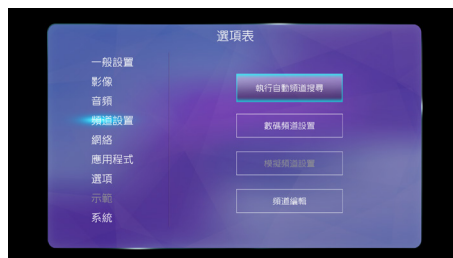 選項表
一般設置
影像
音頻
頻道設置
網絡
應用程式
選項
示範
系統
執行自動頻道搜尋
數碼頻道設置
模擬頻道設置
頻道編輯